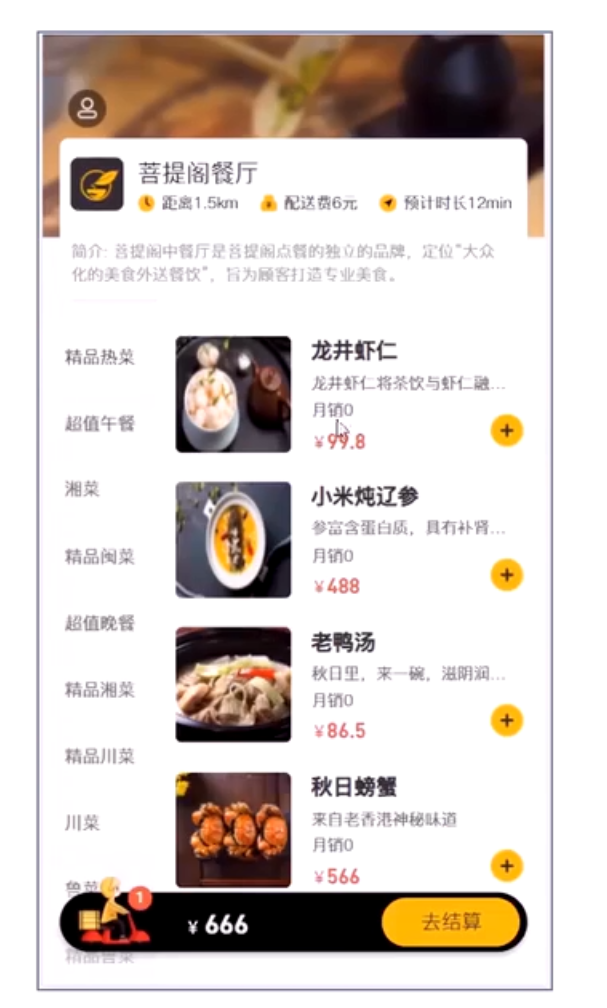 菩提阁餐厅
距离1.5km 配送费6元 预计时长12min
简介: 菩提阁中餐厅是菩提阁点餐的独立的品牌，定位“大众
化的美食外送餐饮”，旨为顾客打造专业美食。
精品热菜
超值午餐
湘菜
精品闽菜
超值晚餐
精品湘菜
精品川菜
川菜
鲁菜
龙井虾仁
龙井虾仁将茶饮与虾仁融...
月销0
¥99.8
小米炖辽参
参富含蛋白质，具有补肾...
月销0
¥488
老鸭汤
秋日里，来一碗，滋阴润...
月销0
¥86.5
秋日螃蟹
来自老香港神秘味道
月销0
¥566
1
¥ 666
去结算